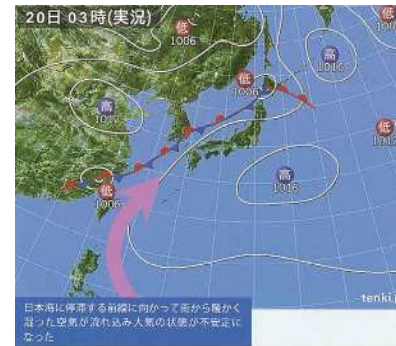 20日 03時(実況)
低
1006
低
100
高
1016
低
1006
高
1012
低
1012
高
1016
低
1006
tenki.j
日本海に停滞する前線に向かって南から暖かく
湿った空気が流れ込み大気の状態が不安定に
なった